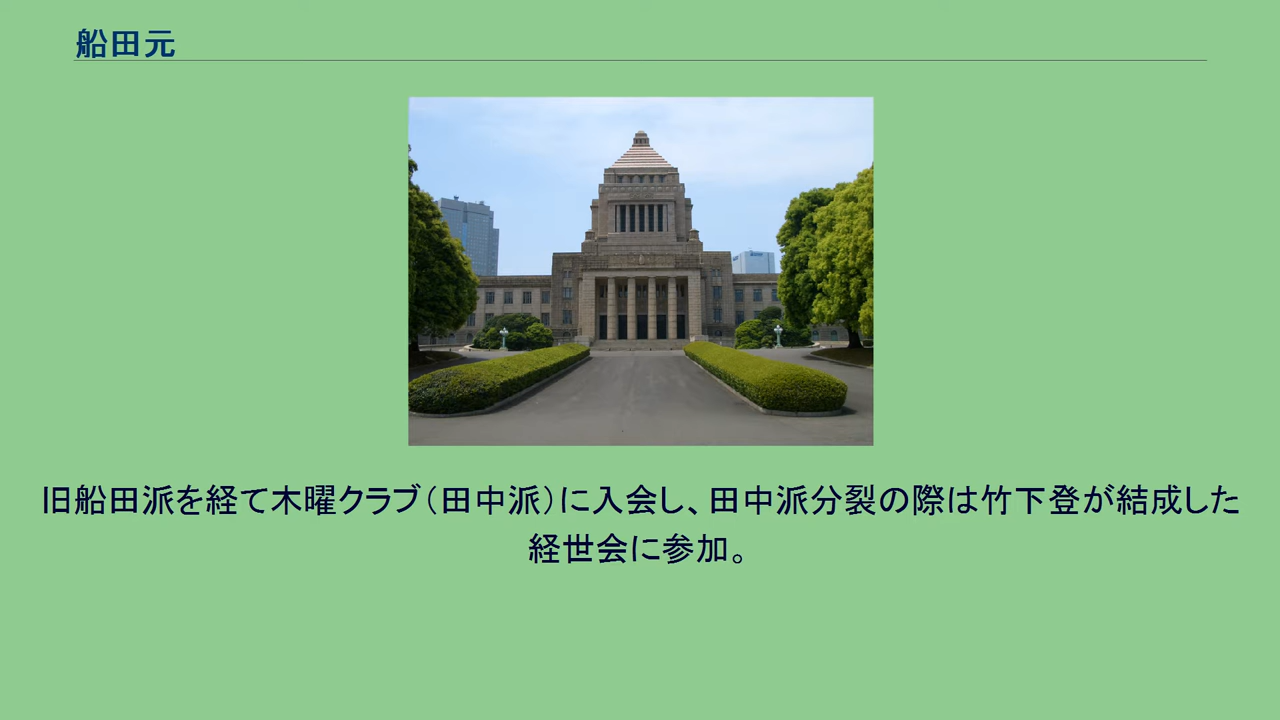 船田元
旧船田派を経て木曜クラブ（田中派）に入会し、田中派分裂の際は竹下登が結成した
経世会に参加。